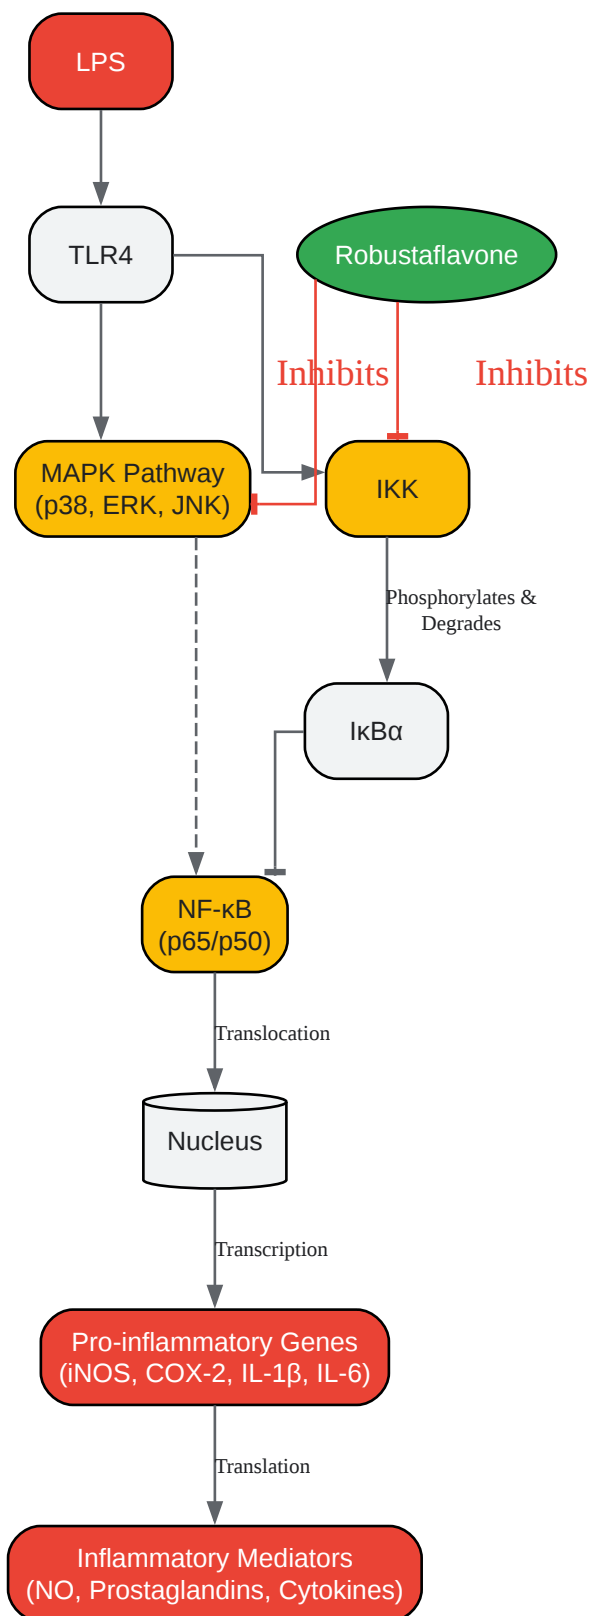 LPS
TLR4
Robustaflavone
Inhibits
Inhibits
MAPK Pathway
(p38, ERK, JNK)
IKK
Phosphorylates &
Degrades
IκBα
NF-κB
(p65/p50)
Translocation
Nucleus
Transcription
Pro-inflammatory Genes
(iNOS, COX-2, IL-1β, IL-6)
Translation
Inflammatory Mediators
(NO, Prostaglandins, Cytokines)